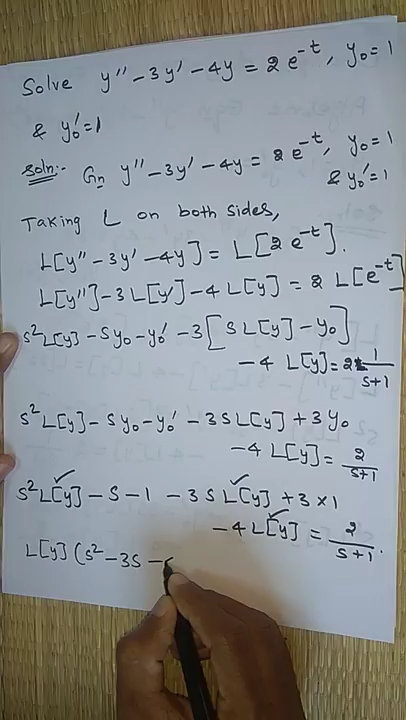 Solve y'' - 3y' - 4y = 2e^-t, y₀ = 1
& y₀' = 1
Soln:- Gn y'' - 3y' - 4y = 2e^-t, y₀ = 1
& y₀' = 1
Taking L on both sides,
L[y'' - 3y' - 4y] = L[2e^-t].
L[y''] - 3L[y'] - 4L[y] = 2L[e^-t]
s²L[y] - sy₀ - y₀' - 3[sL[y] - y₀]
- 4 L[y] = 2 1/(s+1)
s²L[y] - sy₀ - y₀' - 3sL[y] + 3y₀
- 4 L[y] = 2/(s+1)
s²L[y] - s - 1 - 3sL[y] + 3×1
- 4L[y] = 2/(s+1).
L[y](s² - 3s -